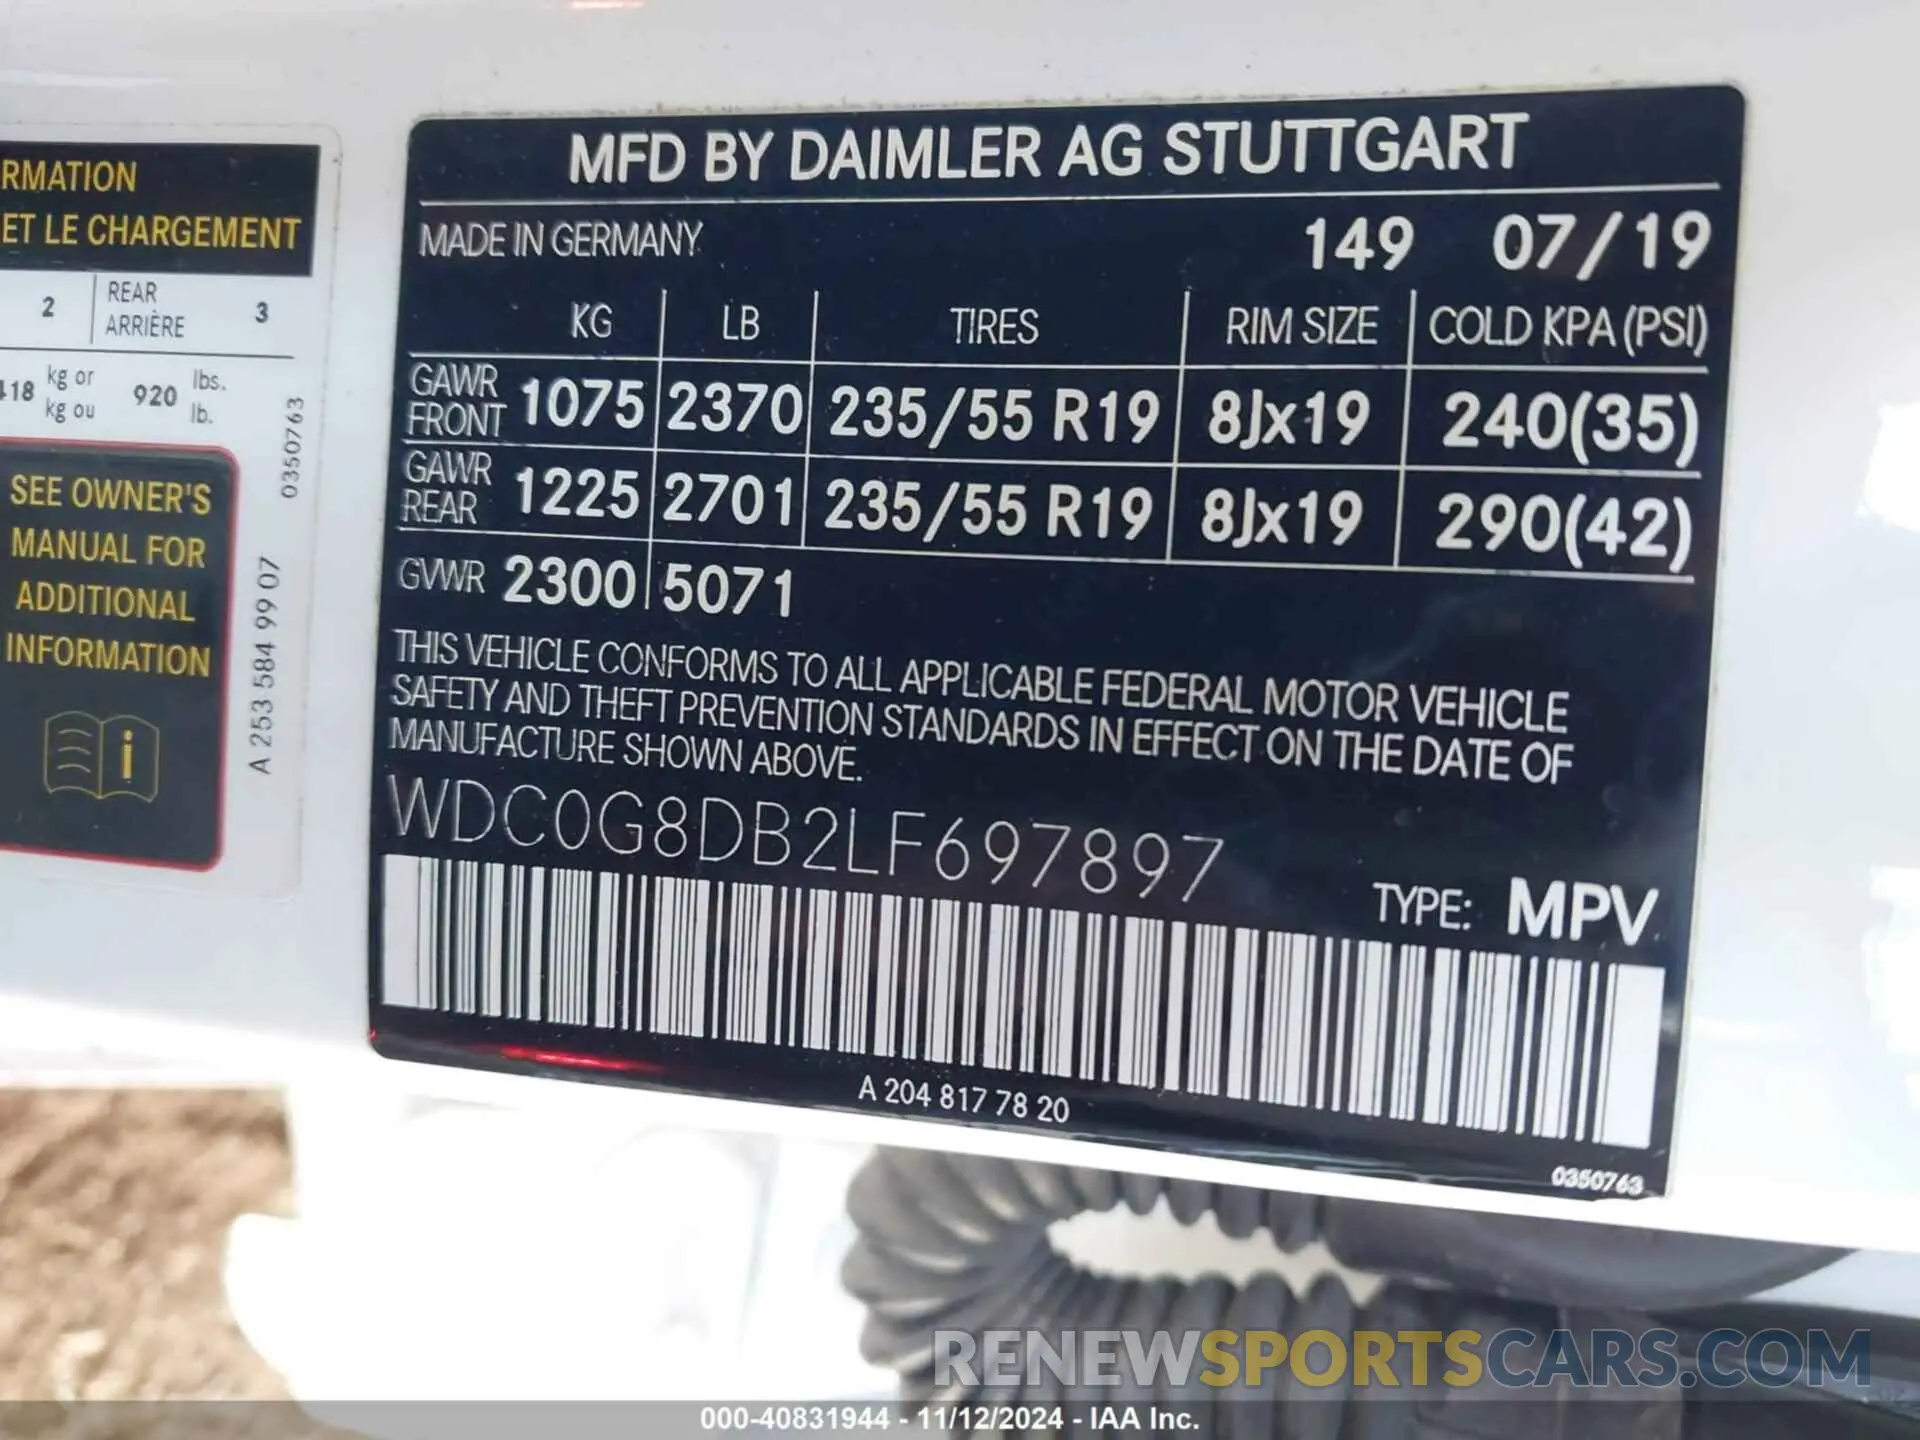 RMATION
ET LE CHARGEMENT
2 REAR ARRIÈRE 3
418 kg or kg ou 920 lbs. lb.
0350763
SEE OWNER'S
MANUAL FOR
ADDITIONAL
INFORMATION
A 253 584 99 07
MFD BY DAIMLER AG STUTTGART
MADE IN GERMANY 149 07/19
KG LB TIRES RIM SIZE COLD KPA (PSI)
GAWR FRONT 1075 2370 235/55 R19 8Jx19 240(35)
GAWR REAR 1225 2701 235/55 R19 8Jx19 290(42)
GVWR 2300 5071
THIS VEHICLE CONFORMS TO ALL APPLICABLE FEDERAL MOTOR VEHICLE
SAFETY AND THEFT PREVENTION STANDARDS IN EFFECT ON THE DATE OF
MANUFACTURE SHOWN ABOVE.
WDC0G8DB2LF697897
TYPE: MPV
A 204 817 78 20
0350763
RENEWSPORTSCARS.COM
000-40831944 - 11/12/2024 - IAA Inc.